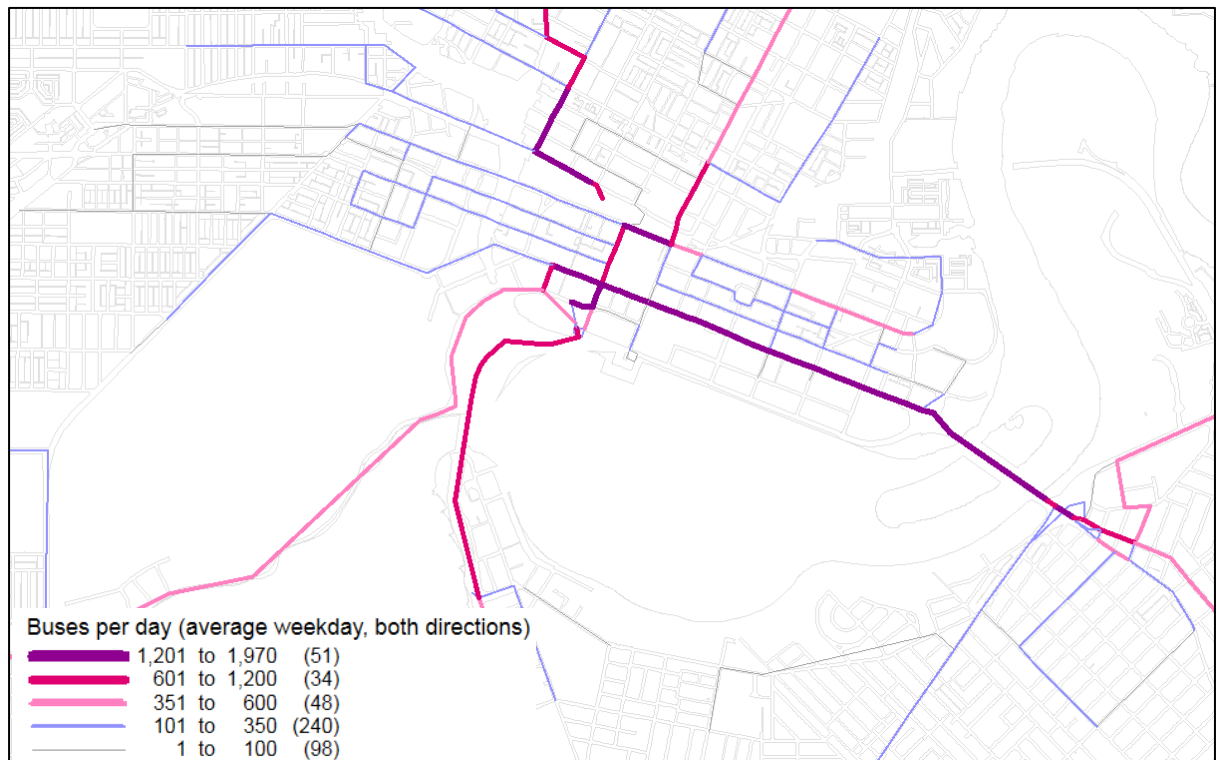 Buses per day (average weekday, both directions)
1,201 to 1,970 (51)
601 to 1,200 (34)
351 to 600 (48)
101 to 350 (240)
1 to 100 (98)